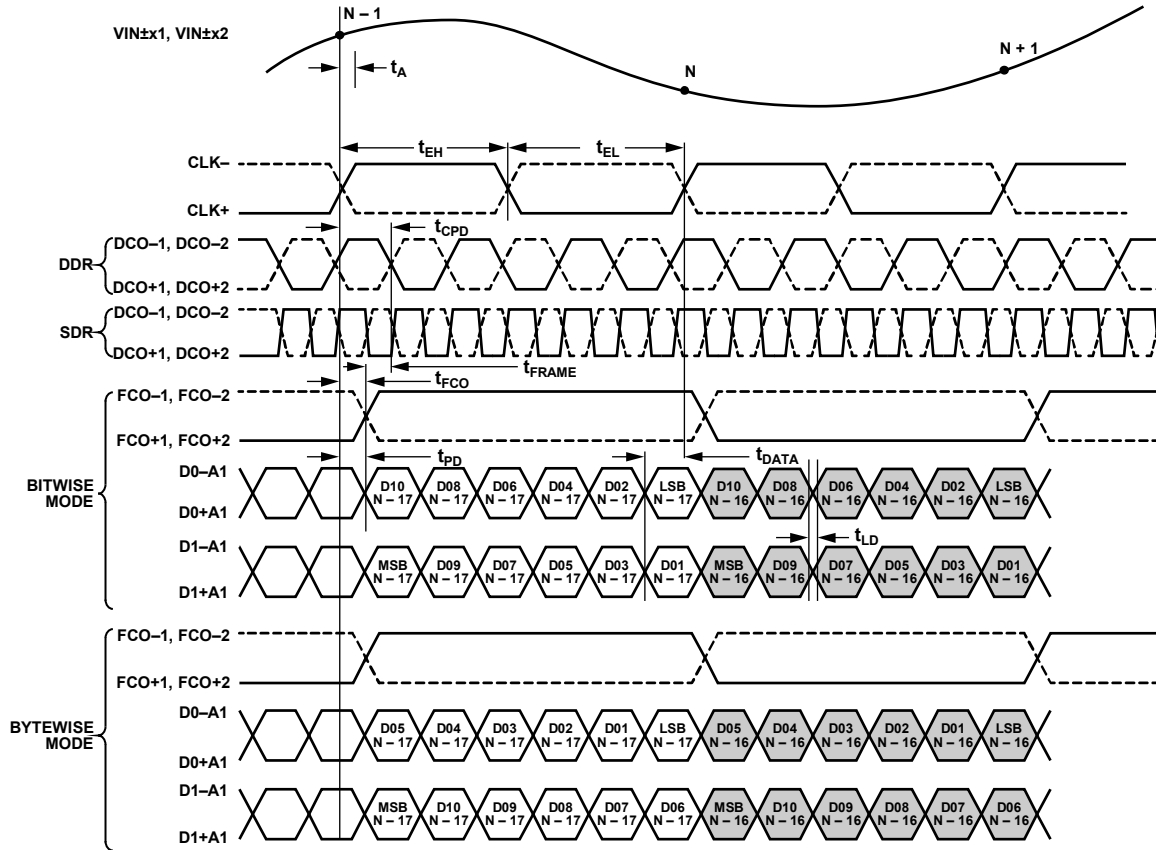 N – 1
VIN±x1, VIN±x2
tA
N
N + 1
CLK–
tEH
tEL
CLK+
tCPD
DDR
DCO–1, DCO–2
DCO+1, DCO+2
SDR
DCO–1, DCO–2
DCO+1, DCO+2
tFRAME
tFCO
FCO–1, FCO–2
FCO+1, FCO+2
tPD
tDATA
BITWISE
MODE
D0–A1
D10 D08 D06 D04 D02 LSB D10 D08 D06 D04 D02 LSB
N – 17 N – 17 N – 17 N – 17 N – 17 N – 17 N – 16 N – 16 N – 16 N – 16 N – 16 N – 16
D0+A1
tLD
D1–A1
MSB D09 D07 D05 D03 D01 MSB D09 D07 D05 D03 D01
N – 17 N – 17 N – 17 N – 17 N – 17 N – 17 N – 16 N – 16 N – 16 N – 16 N – 16 N – 16
D1+A1
FCO–1, FCO–2
FCO+1, FCO+2
BYTEWISE
MODE
D0–A1
D05 D04 D03 D02 D01 LSB D05 D04 D03 D02 D01 LSB
N – 17 N – 17 N – 17 N – 17 N – 17 N – 17 N – 16 N – 16 N – 16 N – 16 N – 16 N – 16
D0+A1
D1–A1
MSB D10 D09 D08 D07 D06 MSB D10 D09 D08 D07 D06
N – 17 N – 17 N – 17 N – 17 N – 17 N – 17 N – 16 N – 16 N – 16 N – 16 N – 16 N – 16
D1+A1